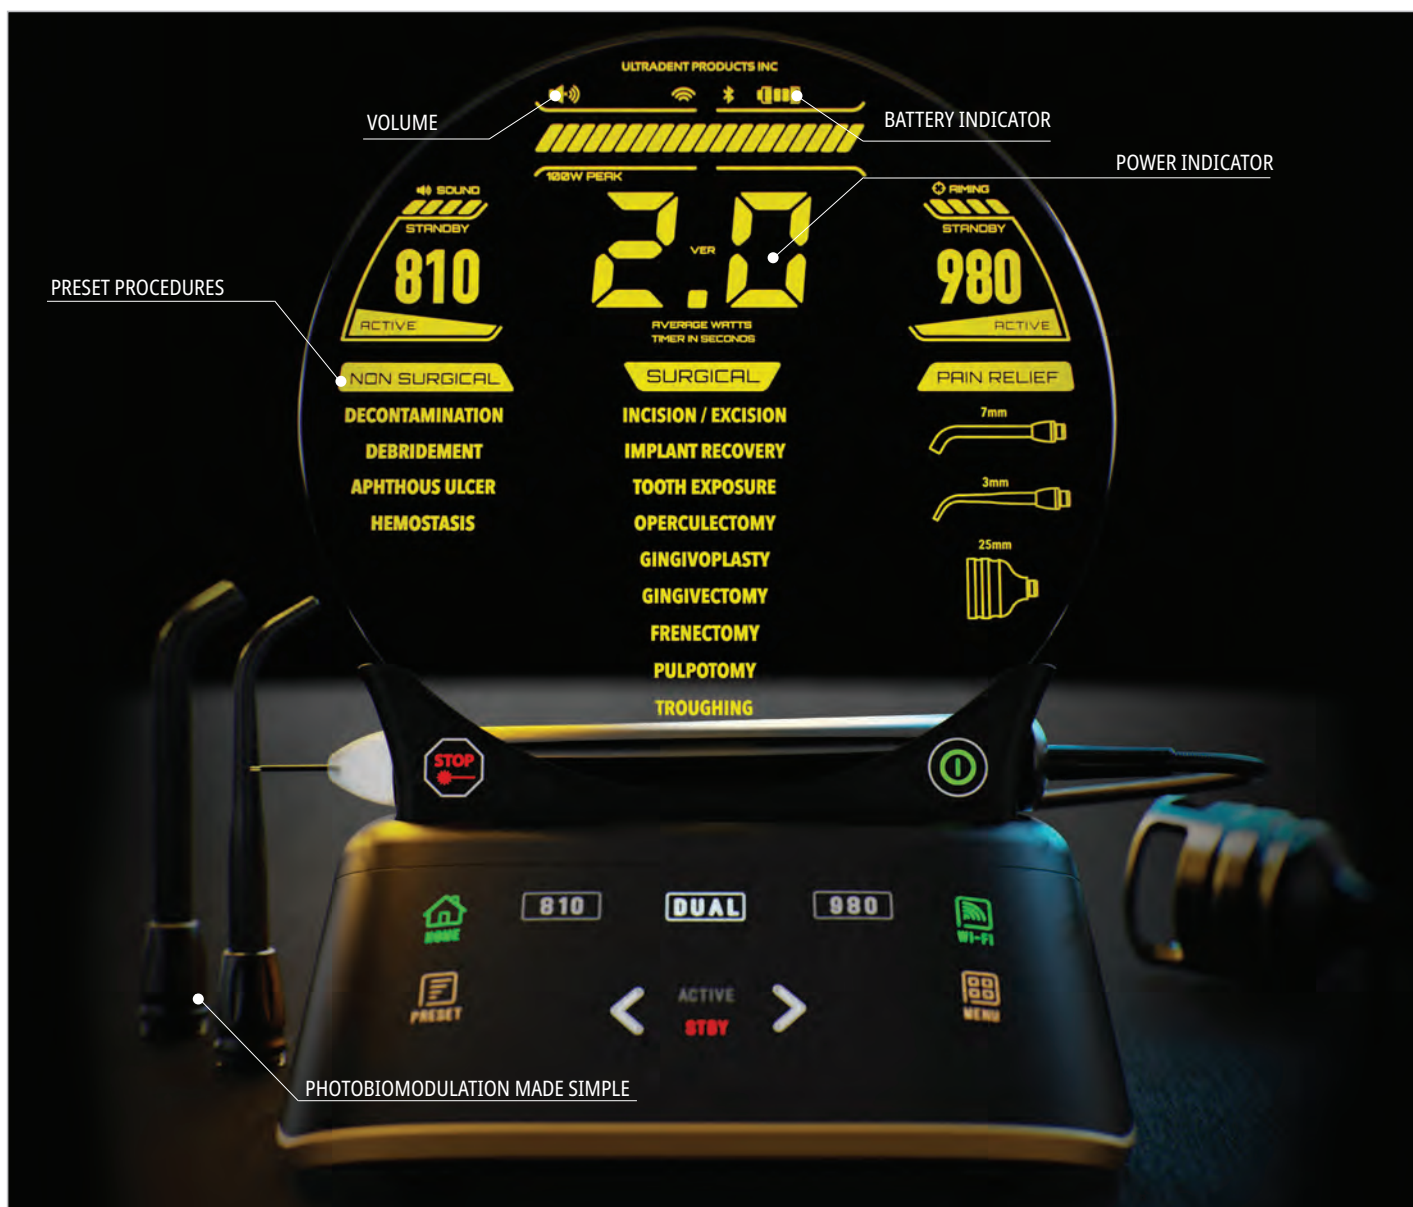 ULTRADENT PRODUCTS INC
VOLUME
BATTERY INDICATOR
POWER INDICATOR
100W PEAK
SOUND
STANDBY
810
ACTIVE
2.0
VER
AVERAGE WATTS
TIMER IN SECONDS
AIMING
STANDBY
980
ACTIVE
PRESET PROCEDURES
NON SURGICAL
DECONTAMINATION
DEBRIDEMENT
APHTHOUS ULCER
HEMOSTASIS
SURGICAL
INCISION / EXCISION
IMPLANT RECOVERY
TOOTH EXPOSURE
OPERCULECTOMY
GINGIVOPLASTY
GINGIVECTOMY
FRENECTOMY
PULPOTOMY
TROUGHING
PAIN RELIEF
7mm
3mm
25mm
STOP
HOME
810
DUAL
980
WI-FI
PRESET
ACTIVE
STBY
MENU
PHOTOBIOMODULATION MADE SIMPLE